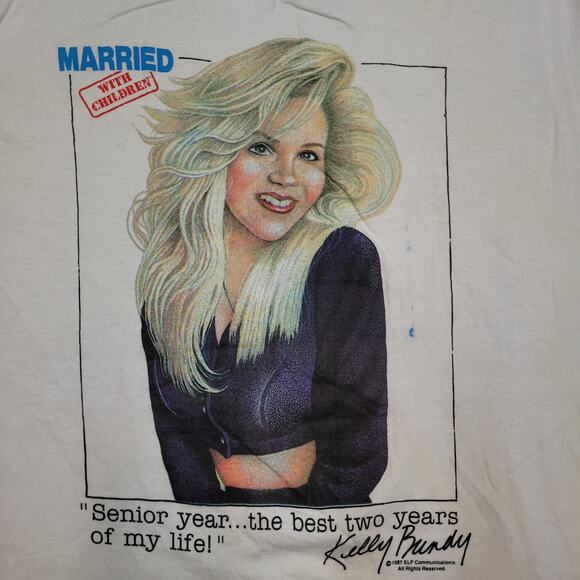 MARRIED
WITH
CHILDREN
"Senior year...the best two years
of my life!"
Kelly Bundy
© 1987 ELP Communications.
All Rights Reserved.